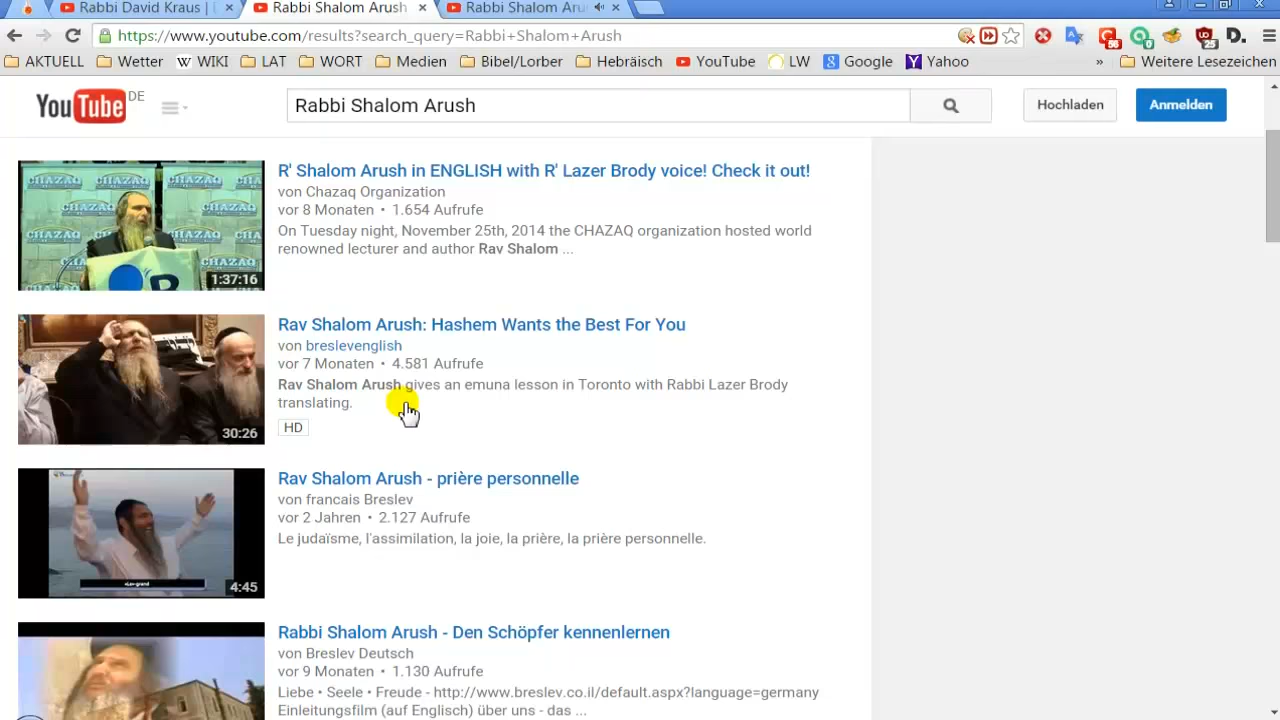 Rabbi David Kraus | ( Rabbi Shalom Arush Rabbi Shalom Aru
https://www.youtube.com/results?search_query=Rabbi+Shalom+Arush
AKTUELL Wetter WIKI LAT WORT Medien Bibel/Lorber Hebräisch YouTube LW Google Yahoo » Weitere Lesezeichen
YouTube DE Rabbi Shalom Arush Hochladen Anmelden
R' Shalom Arush in ENGLISH with R' Lazer Brody voice! Check it out!
von Chazaq Organization
vor 8 Monaten • 1.654 Aufrufe
On Tuesday night, November 25th, 2014 the CHAZAQ organization hosted world
renowned lecturer and author Rav Shalom ...
CHAZAQ
1:37:16
Rav Shalom Arush: Hashem Wants the Best For You
von breslevenglish
vor 7 Monaten • 4.581 Aufrufe
Rav Shalom Arush gives an emuna lesson in Toronto with Rabbi Lazer Brody
translating.
HD
30:26
Rav Shalom Arush - prière personnelle
von francais Breslev
vor 2 Jahren • 2.127 Aufrufe
Le judaïsme, l'assimilation, la joie, la prière, la prière personnelle.
4:45
Rabbi Shalom Arush - Den Schöpfer kennenlernen
von Breslev Deutsch
vor 9 Monaten • 1.130 Aufrufe
Liebe • Seele • Freude - http://www.breslev.co.il/default.aspx?language=germany
Einleitungsfilm (auf Englisch) über uns - das ...